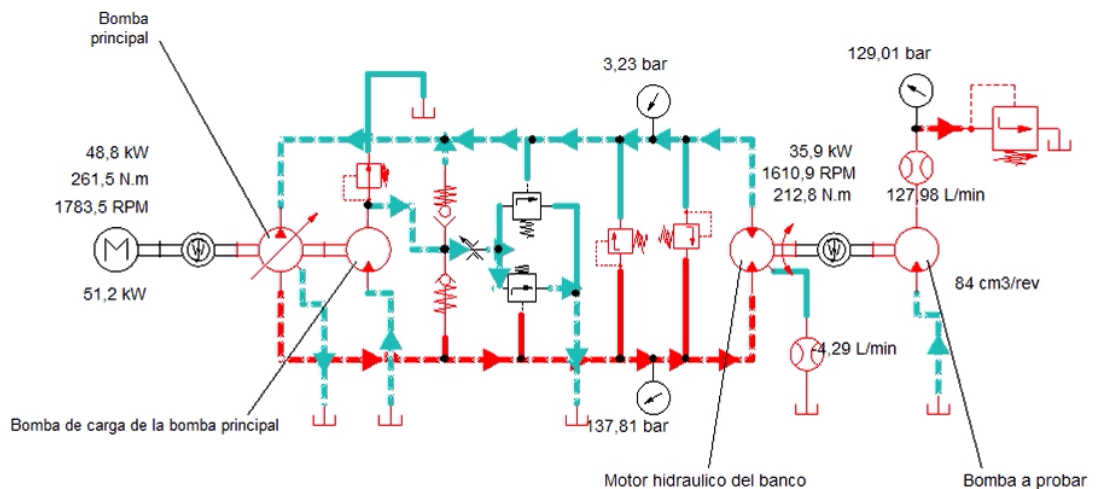 Bomba
principal
48,8 kW
261,5 N.m
1783,5 RPM
M
W
51,2 kW
3,23 bar
129,01 bar
35,9 kW
1610,9 RPM
212,8 N.m
127,98 L/min
W
84 cm3/rev
-4,29 L/min
137,81 bar
Bomba de carga de la bomba principal
Motor hidraulico del banco
Bomba a probar